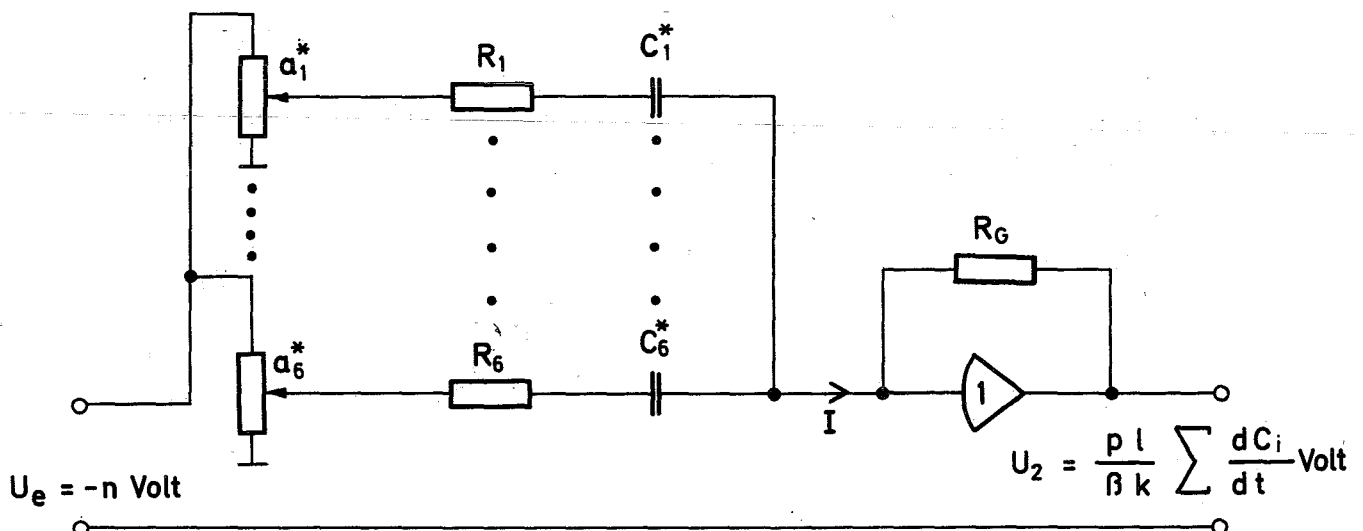 a₁*
R₁
C₁*
R_G
a₆*
R₆
C₆*
I
1
U₂ = p l / β k ∑ dCᵢ / dt Volt
Uₑ = -n Volt